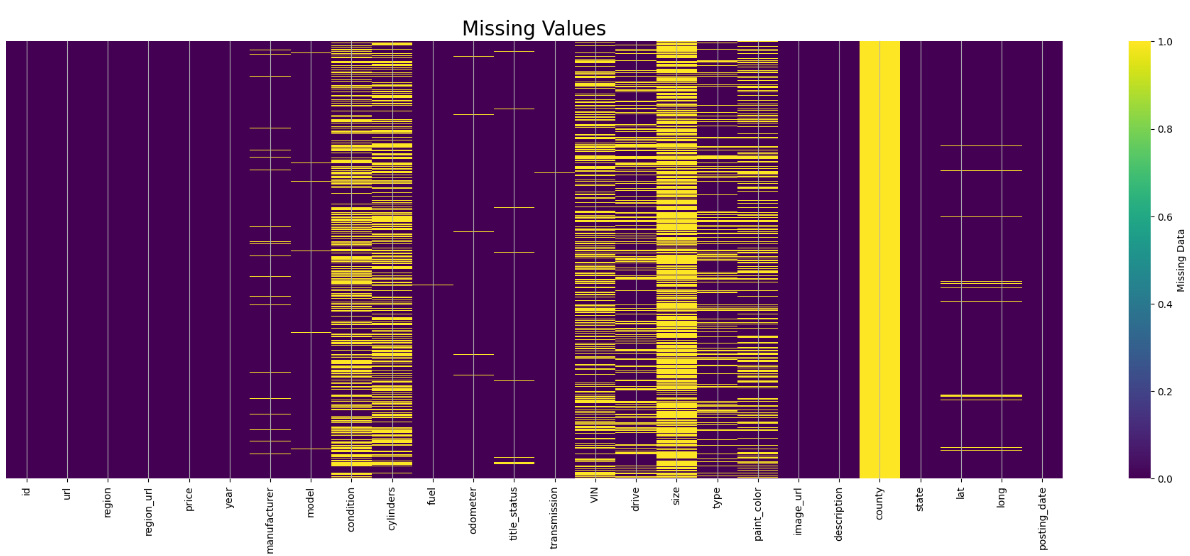 Missing Values
1.0
0.8
0.6
0.4
0.2
0.0
Missing Data
id
url
region
region_url
price
year
manufacturer
model
condition
cylinders
fuel
odometer
title_status
transmission
VIN
drive
size
type
paint_color
image_url
description
county
state
lat
long
posting_date